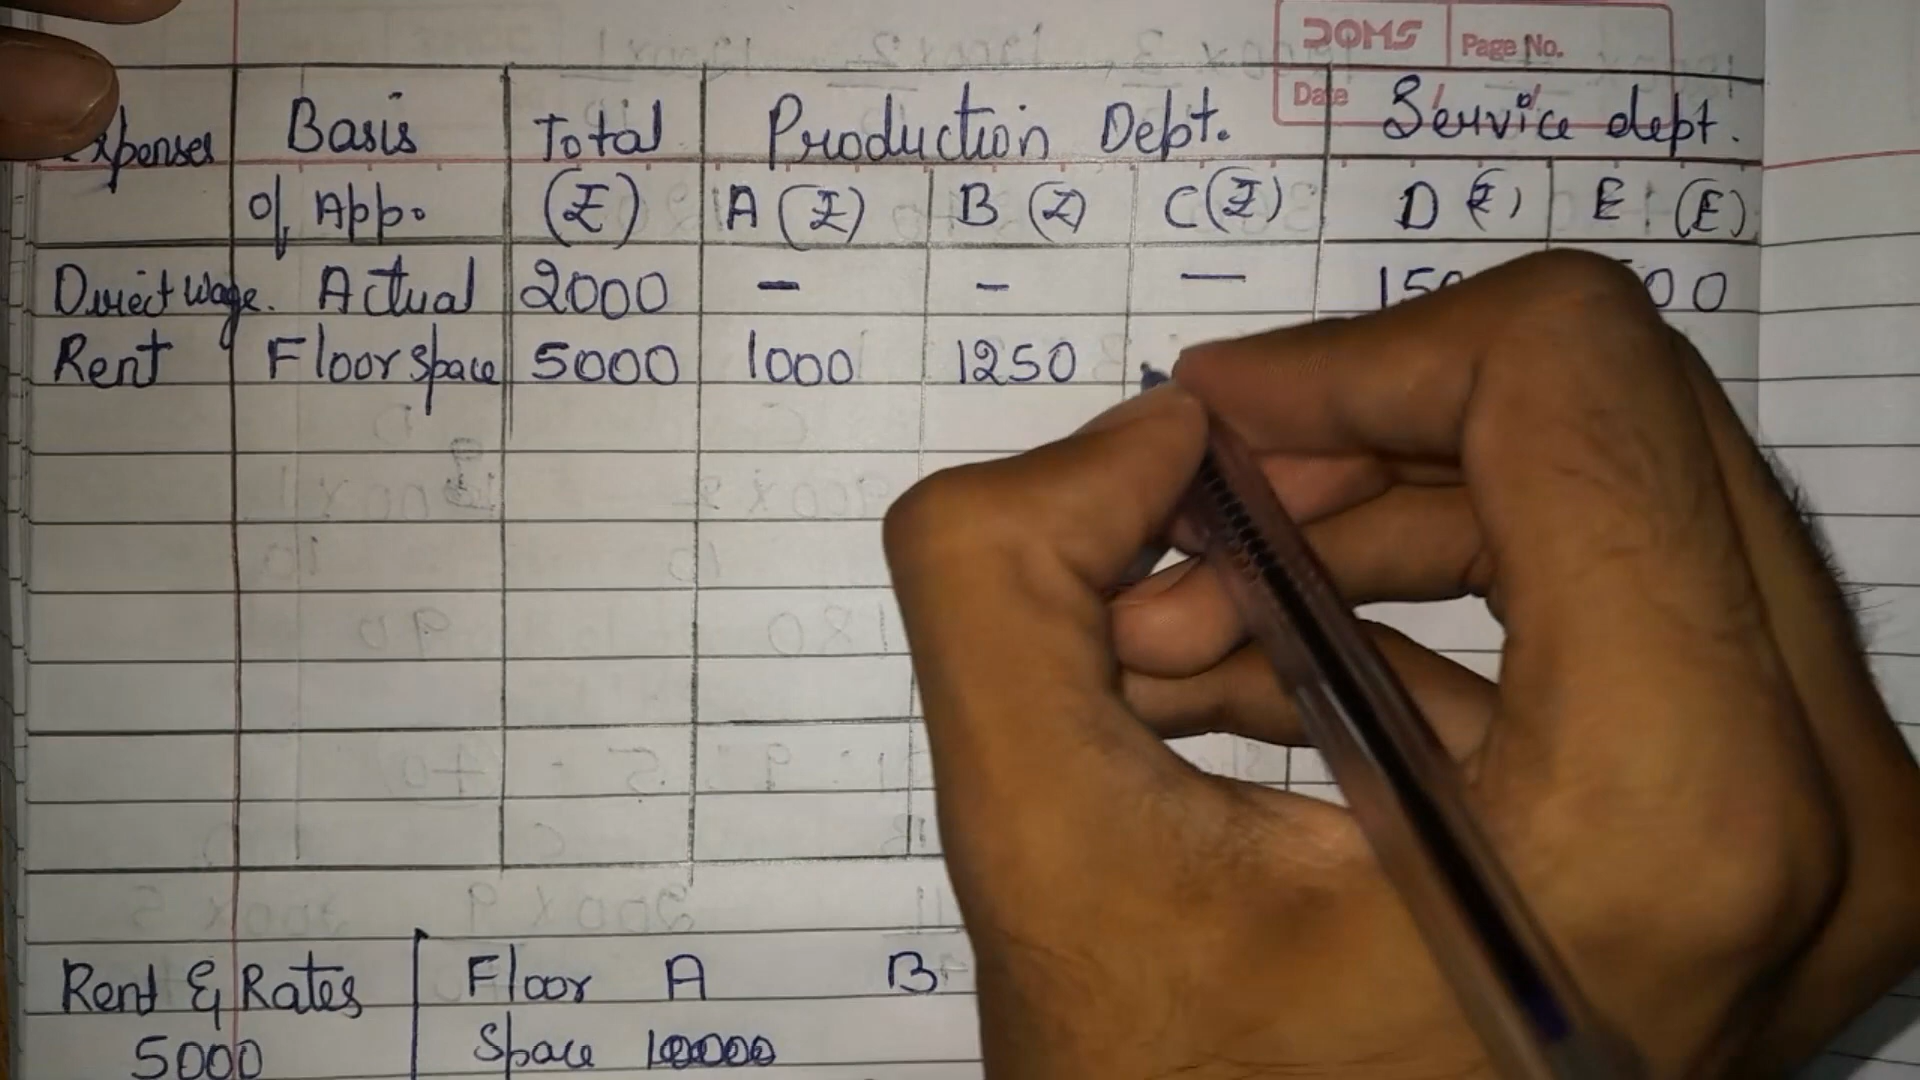 DOMS Page No.
Date
Expenses Basis Total Production Dept. Service dept.
of App. (₹) A (₹) B (₹) C (₹) D (₹) E (₹)
Direct wage. Actual 2000 - - -
Rent Floor space 5000 1000 1250
Rent & Rates Floor A B
5000 Space 10000